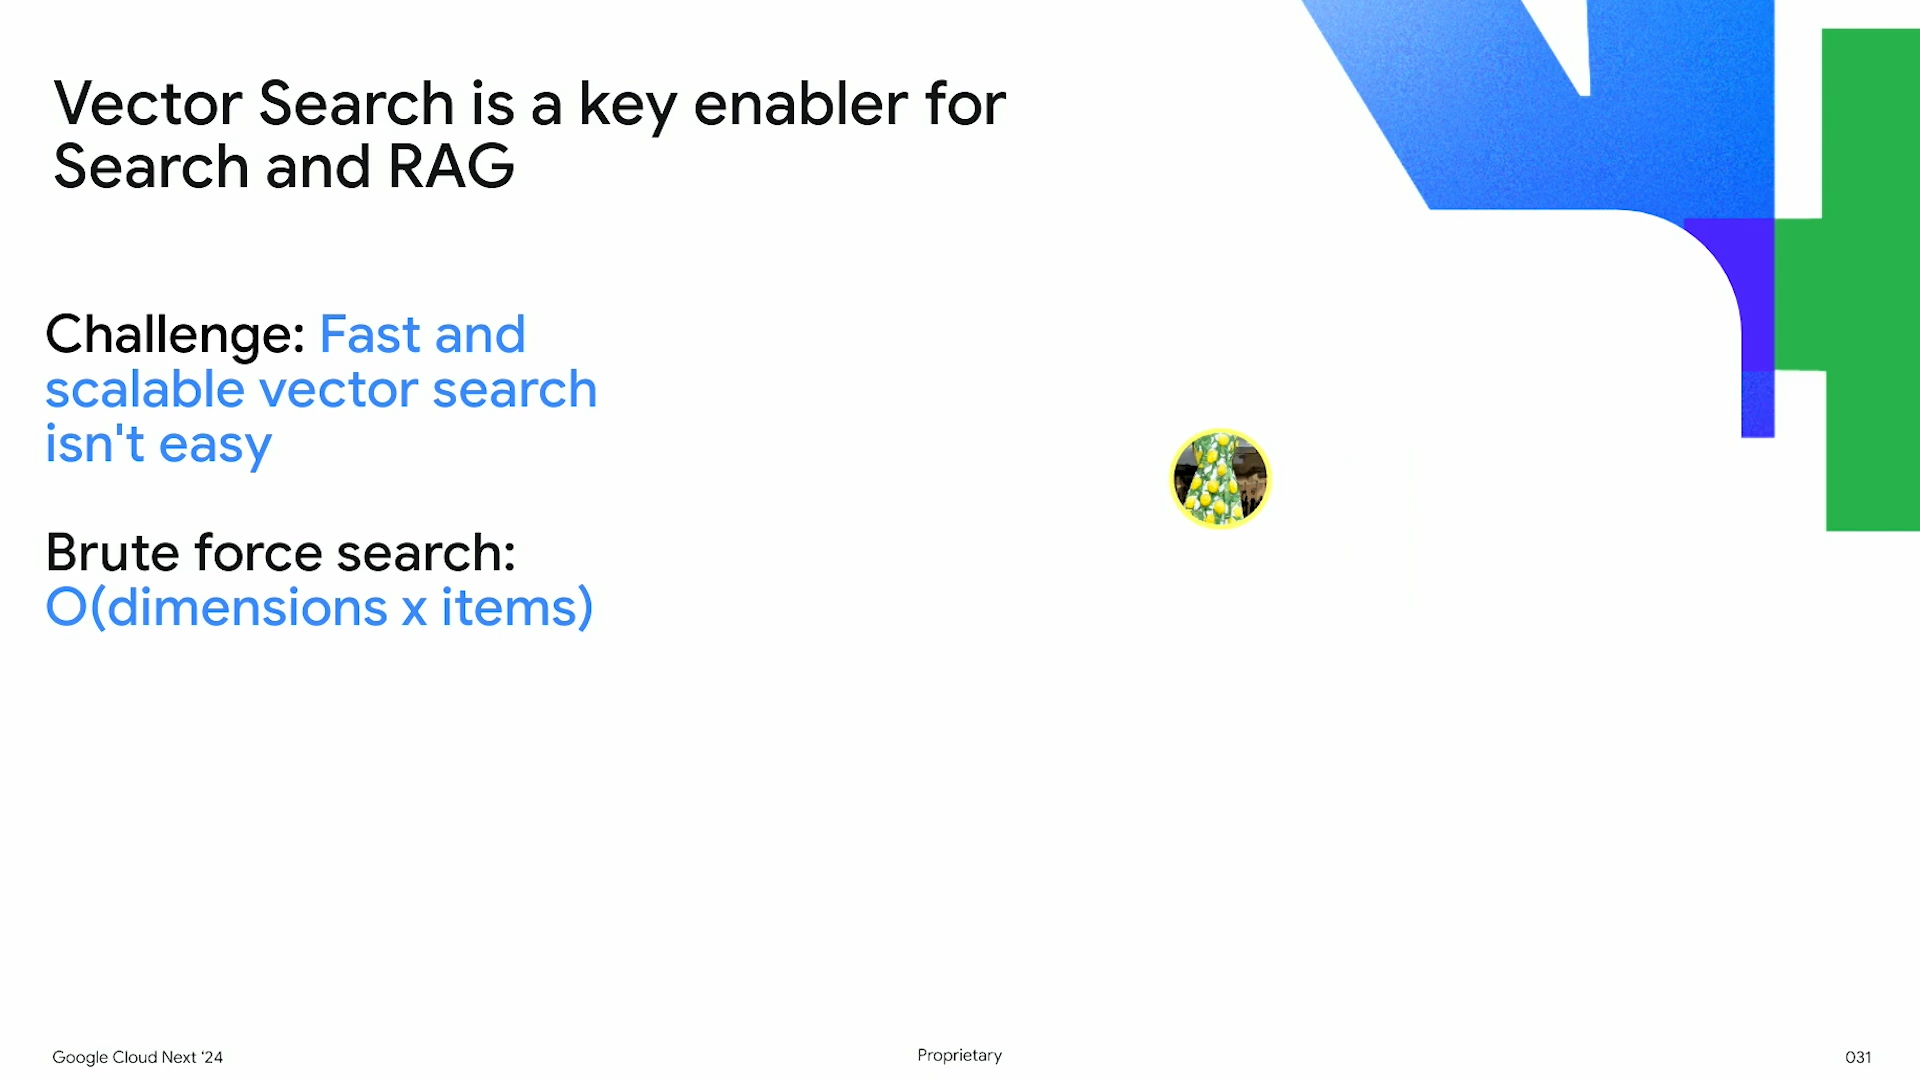 Vector Search is a key enabler for
Search and RAG
Challenge: Fast and
scalable vector search
isn't easy
Brute force search:
O(dimensions x items)
Google Cloud Next ‘24
Proprietary
031